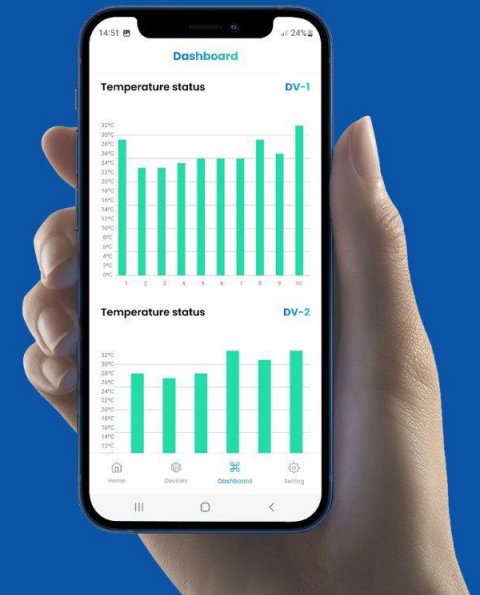 14:51 24%
Dashboard
Temperature status DV-1
32°C
30°C
28°C
26°C
24°C
22°C
20°C
18°C
16°C
14°C
12°C
10°C
8°C
6°C
4°C
2°C
0°C
1 2 3 4 5 6 7 8 9 10
Temperature status DV-2
32°C
30°C
28°C
26°C
24°C
22°C
20°C
18°C
16°C
14°C
12°C
Home Devices Dashboard Setting